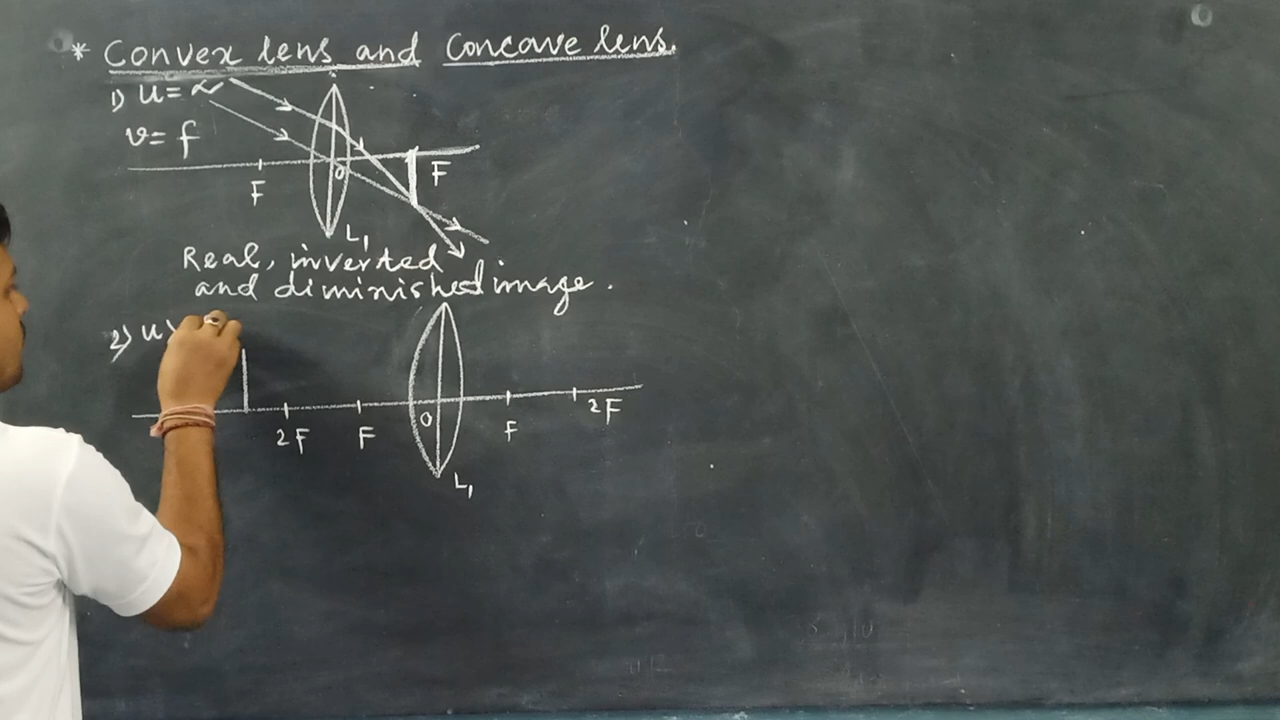 * Convex lens and Concave lens.
1) u = ∞
v = f
F O F
L₁
Real, inverted
and diminished image.
2) u >
2F F O F 2F
L₁